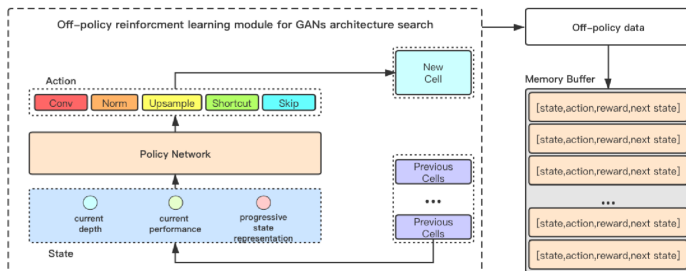 Off-policy reinforcment learning module for GANs architecture search
Off-policy data
Action
New
Cell
Conv
Norm
Upsample
Shortcut
Skip
Memory Buffer
[state,action,reward,next state]
[state,action,reward,next state]
[state,action,reward,next state]
...
[state,action,reward,next state]
[state,action,reward,next state]
Policy Network
Previous
Cells
...
Previous
Cells
current
depth
current
performance
progressive
state
representation
State